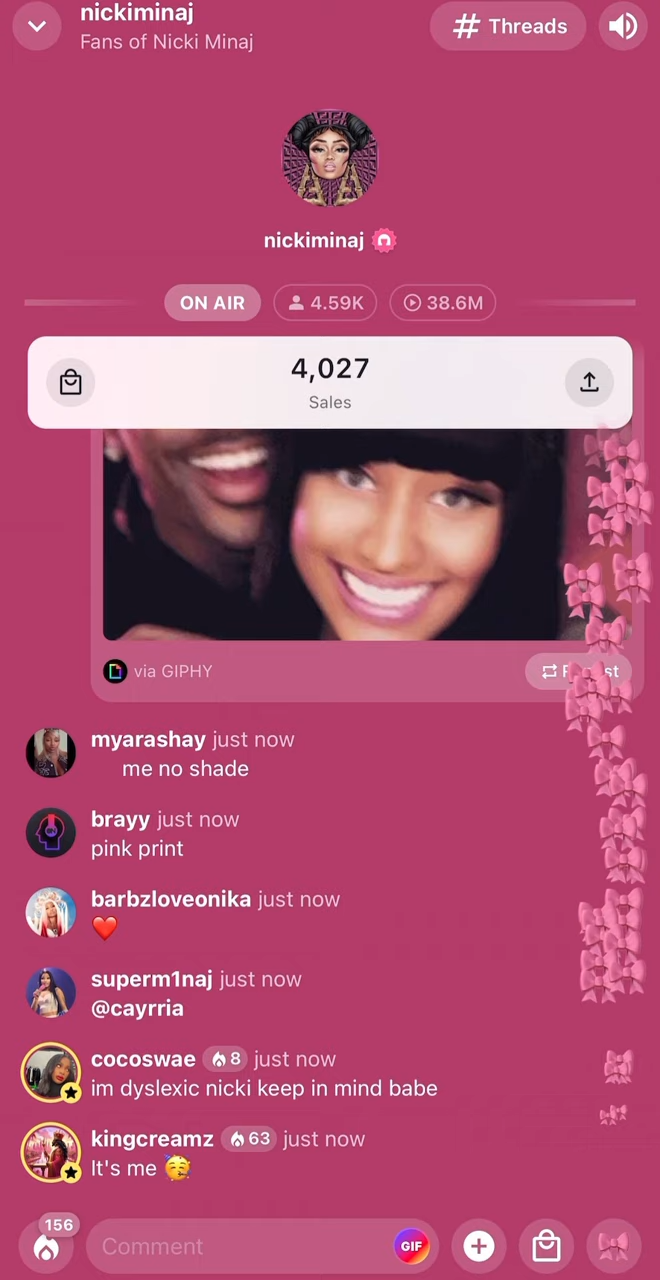 nickiminaj
Fans of Nicki Minaj
Threads
nickiminaj
ON AIR
4.59K
38.6M
4,027
Sales
via GIPHY
myarashay just now
me no shade
brayy just now
pink print
barbzloveonika just now
❤️
superm1naj just now
@cayrria
cocoswae 8 just now
im dyslexic nicki keep in mind babe
kingcreamz 63 just now
It's me 🥳
156
Comment
GIF